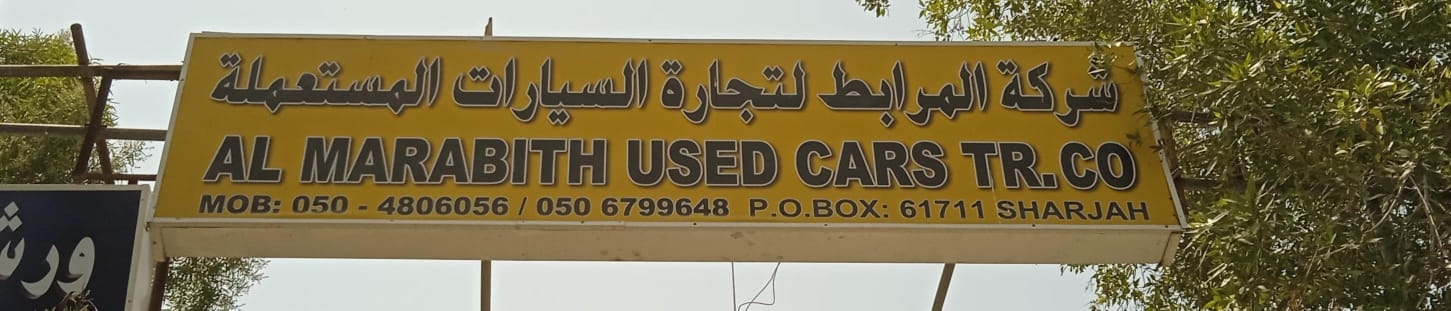 شركة المرابط لتجارة السيارات المستعملة
AL MARABITH USED CARS TR.CO
MOB: 050 - 4806056 / 050 6799648 P.O.BOX: 61711 SHARJAH